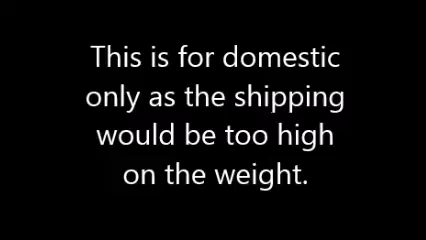 This is for domestic
only as the shipping
would be too high
on the weight.